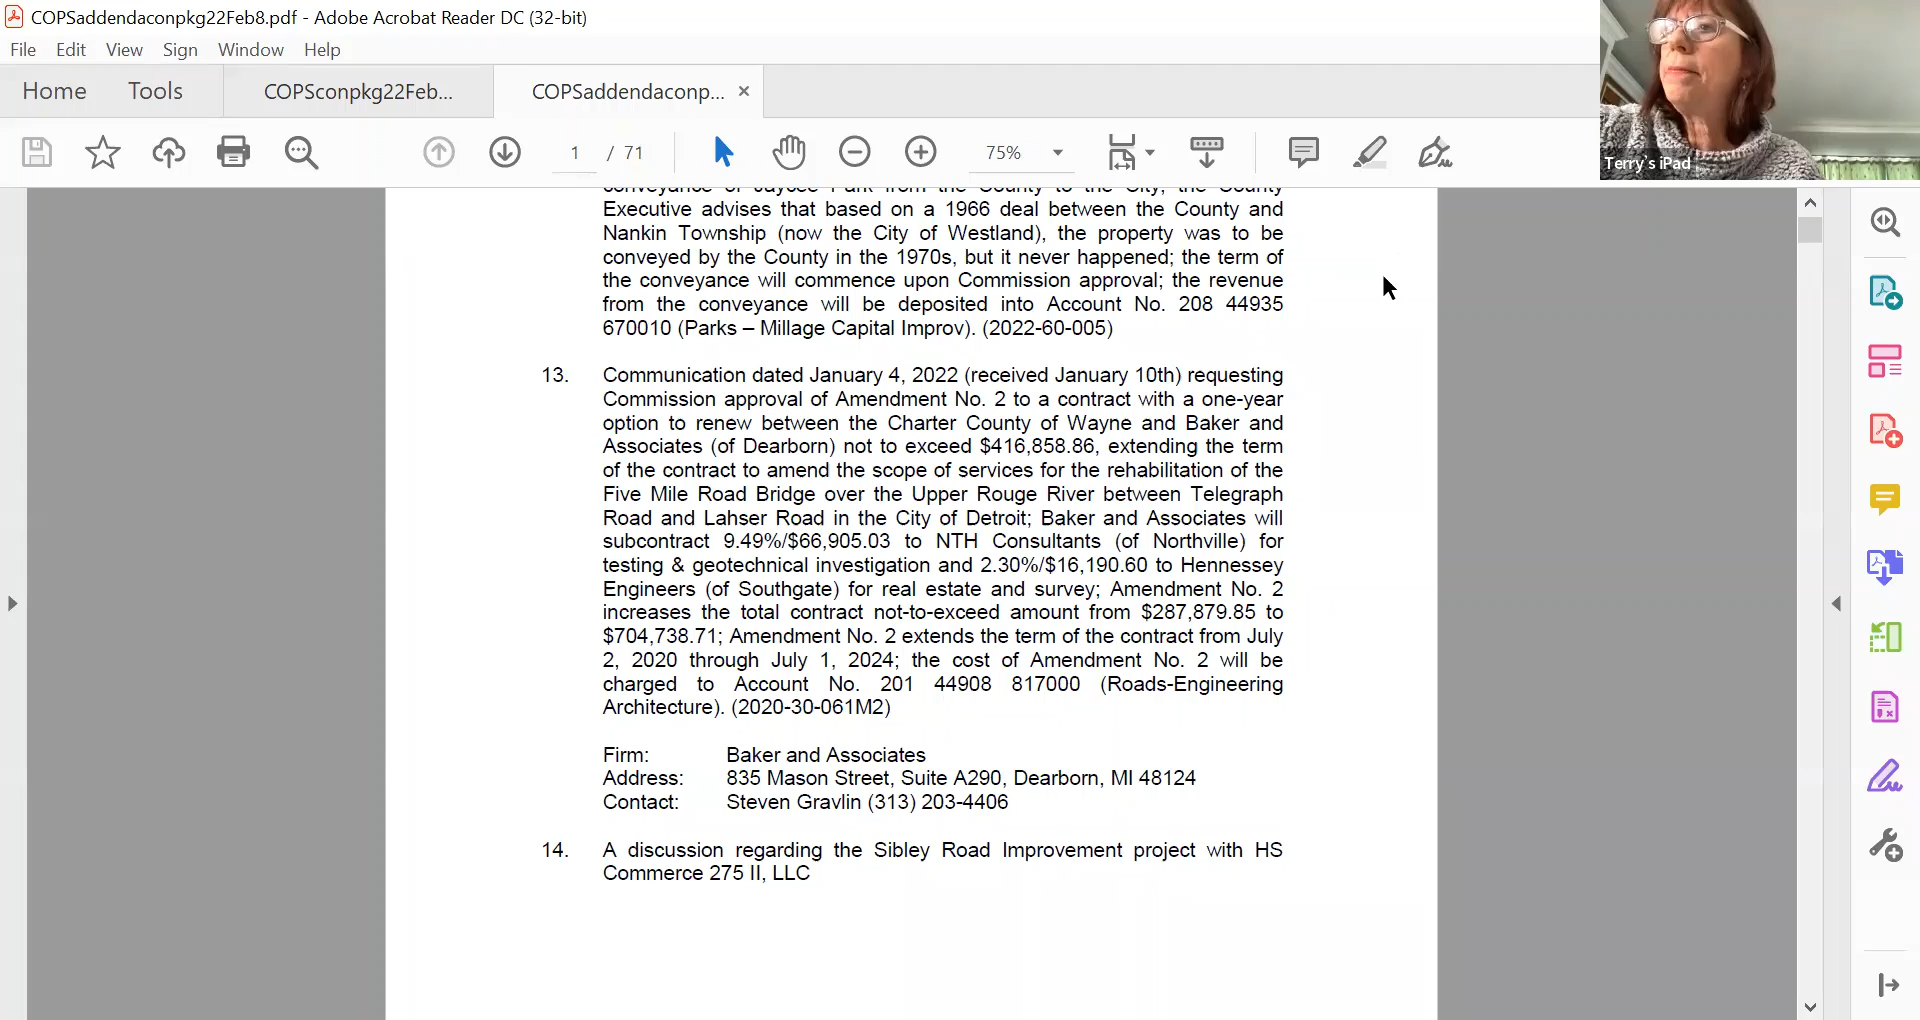 COPSaddendaconpkg22Feb8.pdf - Adobe Acrobat Reader DC (32-bit)
File Edit View Sign Window Help
Home Tools COPSconpkg22Feb... COPSaddendaconp... ×
1 / 71 75%
Terry's iPad
conveyance of Jaycee Park from the County to the City, the County
Executive advises that based on a 1966 deal between the County and
Nankin Township (now the City of Westland), the property was to be
conveyed by the County in the 1970s, but it never happened; the term of
the conveyance will commence upon Commission approval; the revenue
from the conveyance will be deposited into Account No. 208 44935
670010 (Parks – Millage Capital Improv). (2022-60-005)
13. Communication dated January 4, 2022 (received January 10th) requesting
Commission approval of Amendment No. 2 to a contract with a one-year
option to renew between the Charter County of Wayne and Baker and
Associates (of Dearborn) not to exceed $416,858.86, extending the term
of the contract to amend the scope of services for the rehabilitation of the
Five Mile Road Bridge over the Upper Rouge River between Telegraph
Road and Lahser Road in the City of Detroit; Baker and Associates will
subcontract 9.49%/$66,905.03 to NTH Consultants (of Northville) for
testing & geotechnical investigation and 2.30%/$16,190.60 to Hennessey
Engineers (of Southgate) for real estate and survey; Amendment No. 2
increases the total contract not-to-exceed amount from $287,879.85 to
$704,738.71; Amendment No. 2 extends the term of the contract from July
2, 2020 through July 1, 2024; the cost of Amendment No. 2 will be
charged to Account No. 201 44908 817000 (Roads-Engineering
Architecture). (2020-30-061M2)
Firm: Baker and Associates
Address: 835 Mason Street, Suite A290, Dearborn, MI 48124
Contact: Steven Gravlin (313) 203-4406
14. A discussion regarding the Sibley Road Improvement project with HS
Commerce 275 II, LLC